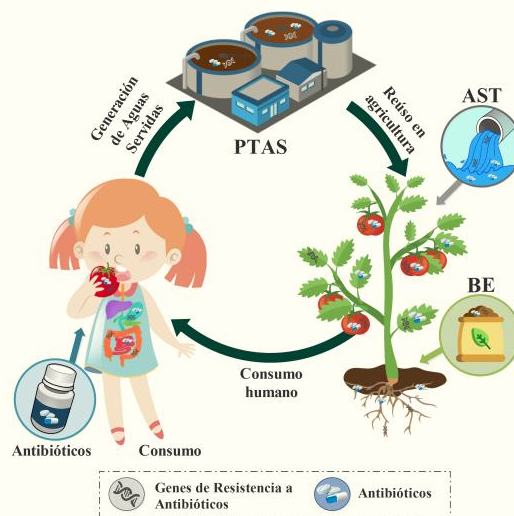 Generación
de Aguas
Servidas
PTAS
Reúso en
agricultura
AST
BE
Consumo
humano
Antibióticos
Consumo
Genes de Resistencia a
Antibióticos
Antibióticos